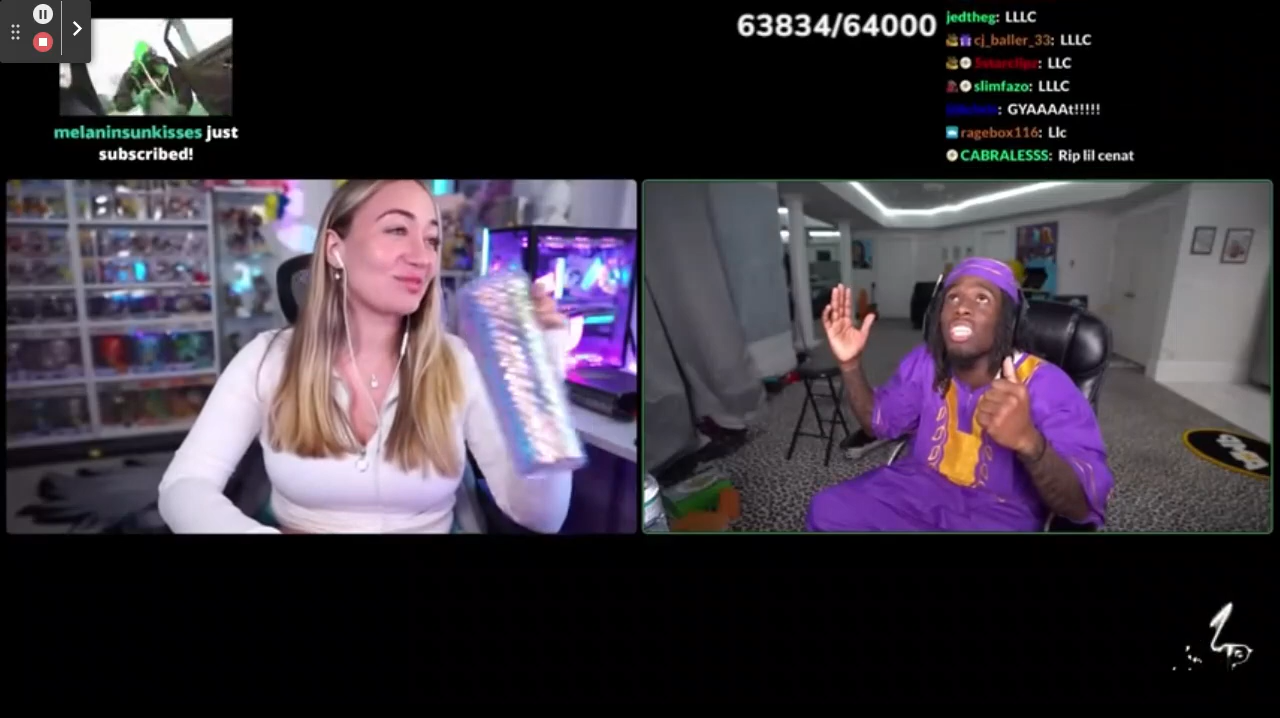 63834/64000
jedtheg: LLLC
cj_baller_33: LLLC
5starclipz: LLC
slimfazo: LLLC
: GYAAAAt!!!!!
ragebox116: Llc
CABRALESSS: Rip lil cenat
melaninsunkisses just
subscribed!